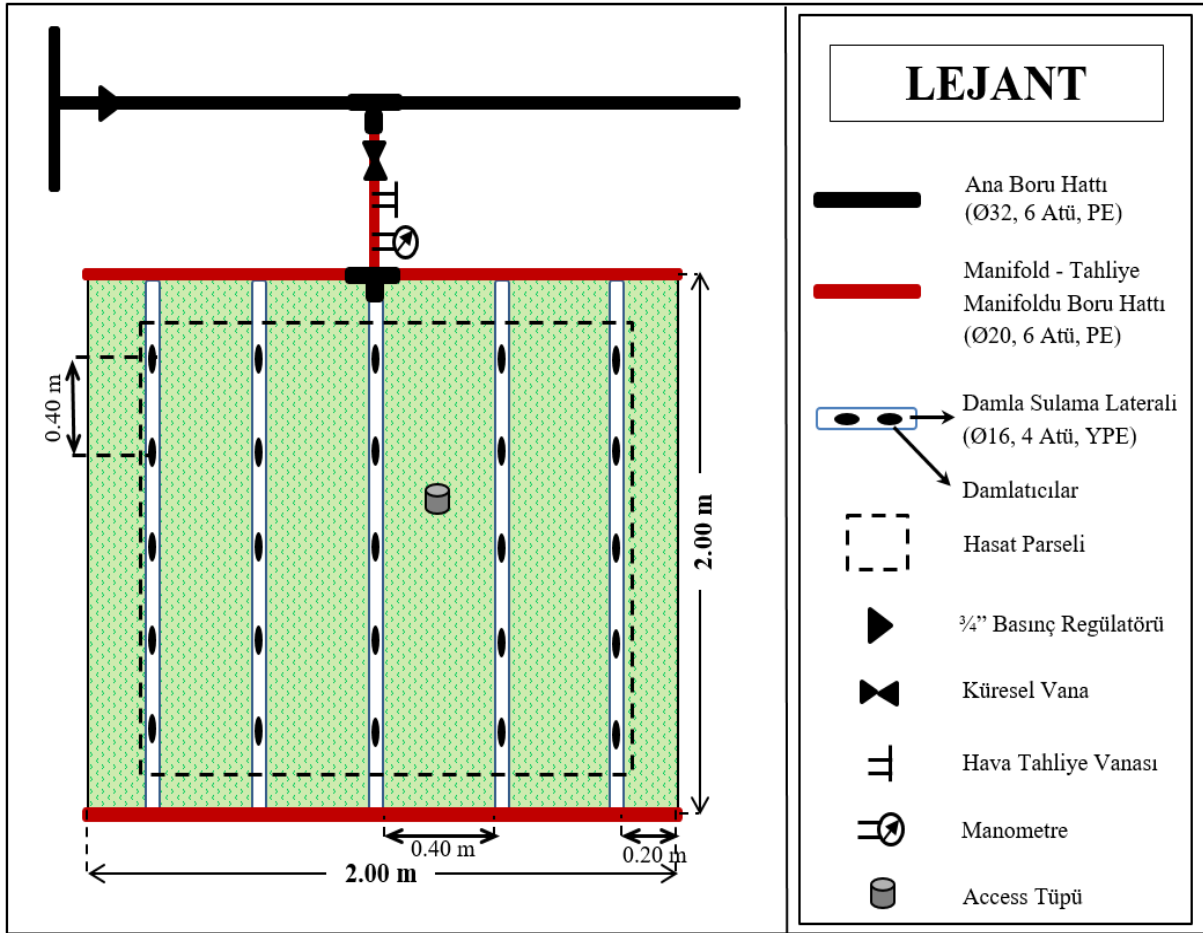 0.40 m
2.00 m
0.40 m
0.20 m
2.00 m
LEJANT
Ana Boru Hattı
(Ø32, 6 Atü, PE)
Manifold - Tahliye
Manifoldu Boru Hattı
(Ø20, 6 Atü, PE)
Damla Sulama Laterali
(Ø16, 4 Atü, YPE)
Damlatıcılar
Hasat Parseli
¾” Basınç Regülatörü
Küresel Vana
Hava Tahliye Vanası
Manometre
Access Tüpü